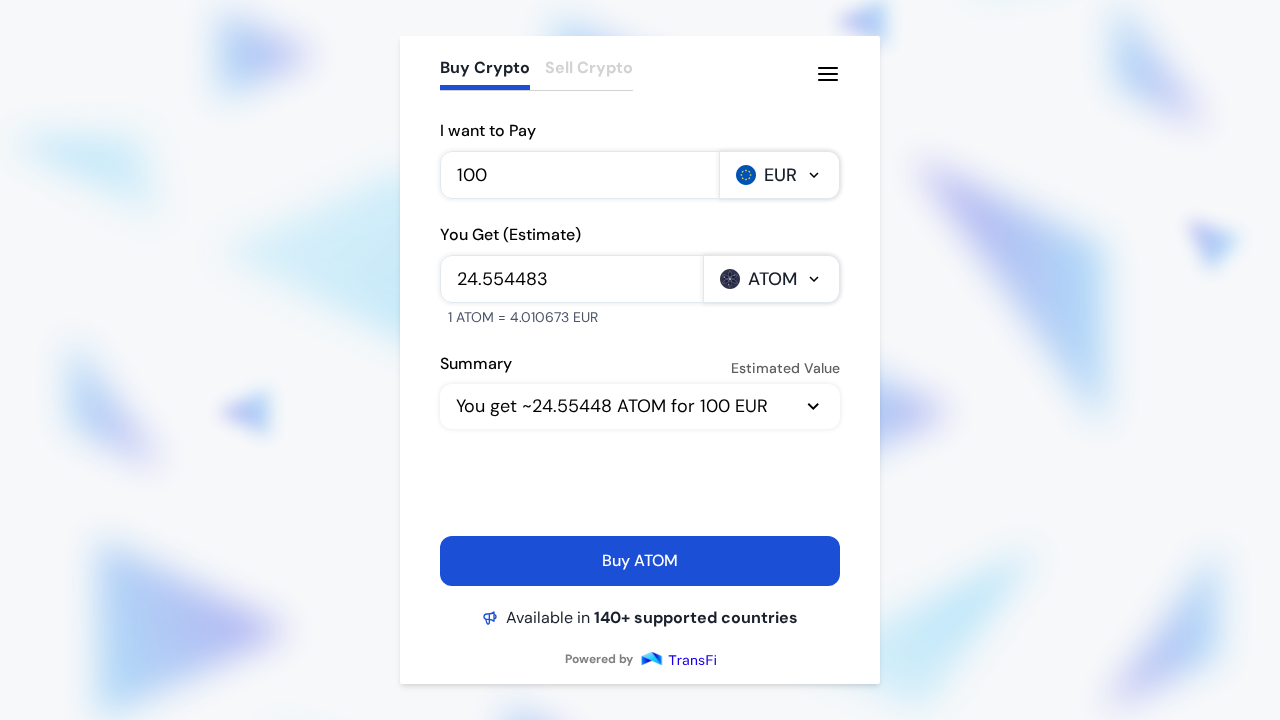 Buy Crypto Sell Crypto
I want to Pay
100 EUR
You Get (Estimate)
24.554483 ATOM
1 ATOM = 4.010673 EUR
Summary Estimated Value
You get ~24.55448 ATOM for 100 EUR
Buy ATOM
Available in 140+ supported countries
Powered by TransFi